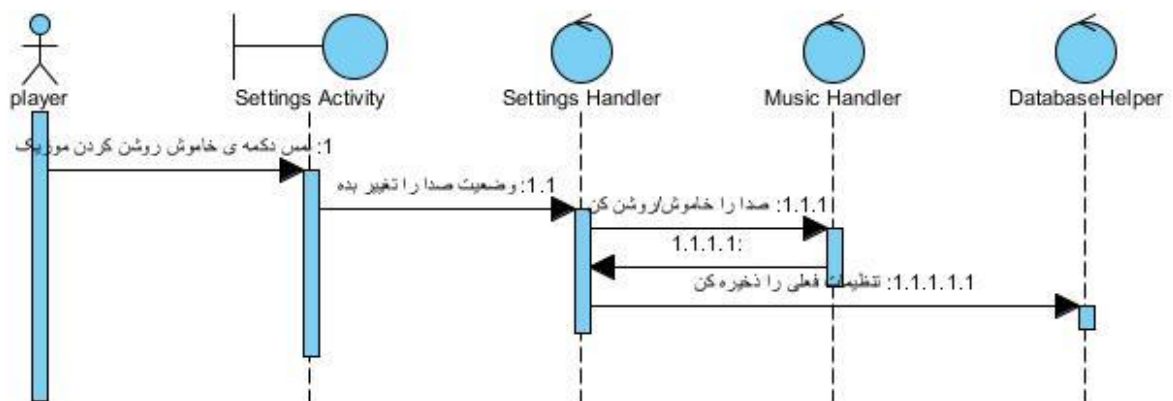 player
Settings Activity
Settings Handler
Music Handler
DatabaseHelper
1: لمس دکمه ی خاموش روشن کردن موزیک
1.1: وضعیت صدا را تغییر بده
1.1.1: صدا را خاموش/روشن کن
1.1.1.1:
1.1.1.1.1: تنظیمات فعلی را ذخیره کن